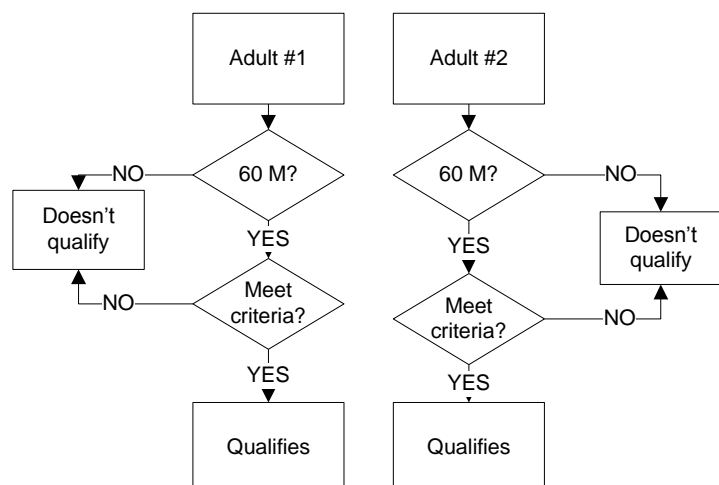 Adult #1
Adult #2
60 M?
60 M?
NO
NO
Doesn't
qualify
Doesn't
qualify
YES
YES
Meet
criteria?
Meet
criteria?
NO
NO
YES
YES
Qualifies
Qualifies